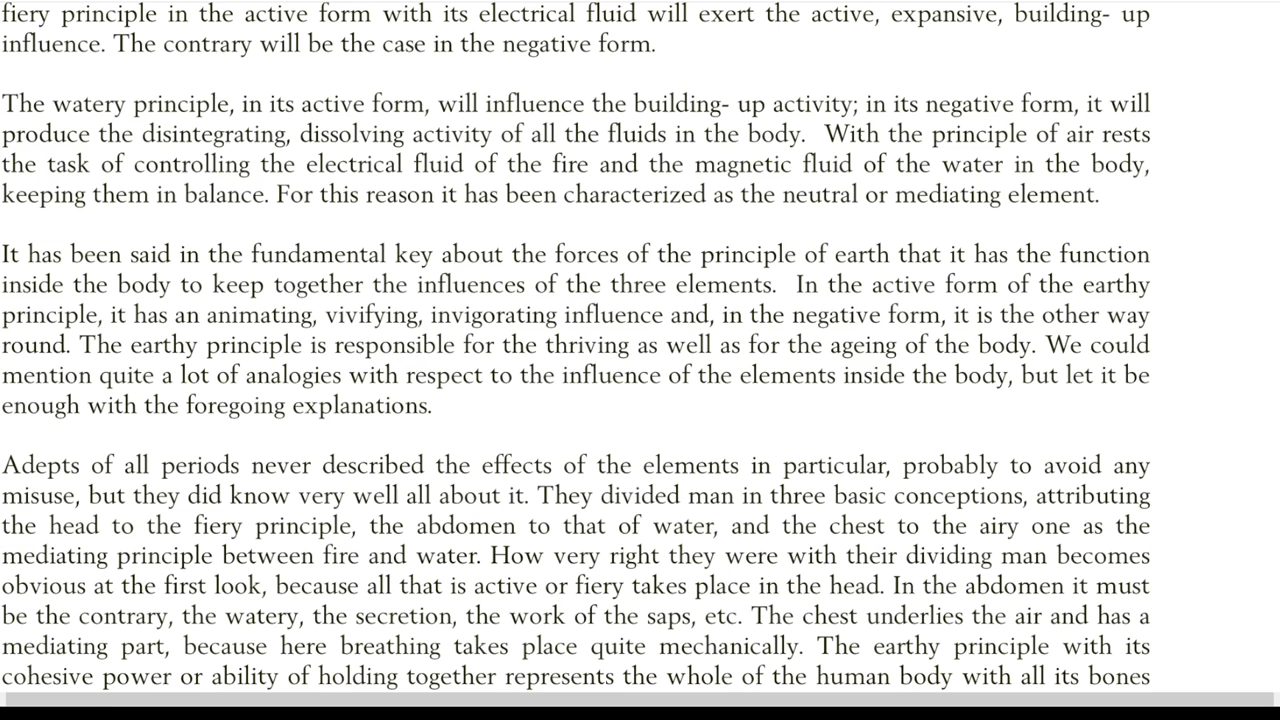 fiery principle in the active form with its electrical fluid will exert the active, expansive, building- up
influence. The contrary will be the case in the negative form.
The watery principle, in its active form, will influence the building- up activity; in its negative form, it will
produce the disintegrating, dissolving activity of all the fluids in the body.  With the principle of air rests
the task of controlling the electrical fluid of the fire and the magnetic fluid of the water in the body,
keeping them in balance. For this reason it has been characterized as the neutral or mediating element.
It has been said in the fundamental key about the forces of the principle of earth that it has the function
inside the body to keep together the influences of the three elements.  In the active form of the earthy
principle, it has an animating, vivifying, invigorating influence and, in the negative form, it is the other way
round. The earthy principle is responsible for the thriving as well as for the ageing of the body. We could
mention quite a lot of analogies with respect to the influence of the elements inside the body, but let it be
enough with the foregoing explanations.
Adepts of all periods never described the effects of the elements in particular, probably to avoid any
misuse, but they did know very well all about it. They divided man in three basic conceptions, attributing
the head to the fiery principle, the abdomen to that of water, and the chest to the airy one as the
mediating principle between fire and water. How very right they were with their dividing man becomes
obvious at the first look, because all that is active or fiery takes place in the head. In the abdomen it must
be the contrary, the watery, the secretion, the work of the saps, etc. The chest underlies the air and has a
mediating part, because here breathing takes place quite mechanically. The earthy principle with its
cohesive power or ability of holding together represents the whole of the human body with all its bones